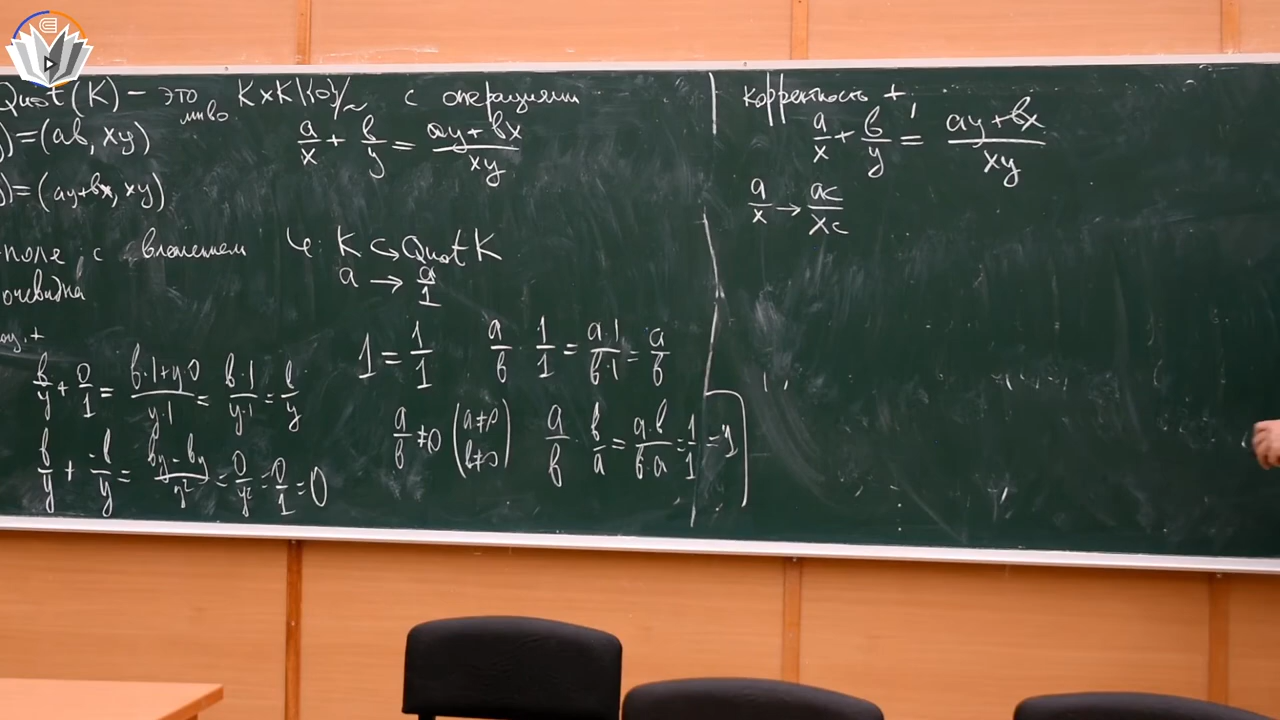 Quot(K) – это K×K\{0}/~ с операциями
) = (ab, xy)
a/x + b/y = (ay+bx)/xy
) = (ay+bx, xy)
поле с вложением φ: K ↪ Quot K
a → a/1
очевидна
b/y + 0/1 = (b·1+y·0)/(y·1) = (b·1)/(y·1) = b/y
1 = 1/1
a/b · 1/1 = (a·1)/(b·1) = a/b
a/b ≠ 0 (a≠0 b≠0)
a/b · b/a = (a·b)/(b·a) = 1/1 = 1
b/y + -b/y = (by-by)/y² = 0/y² = 0/1 = 0
корректность +, ·
a/x + b/y = (ay+bx)/xy
a/x → ac/xc